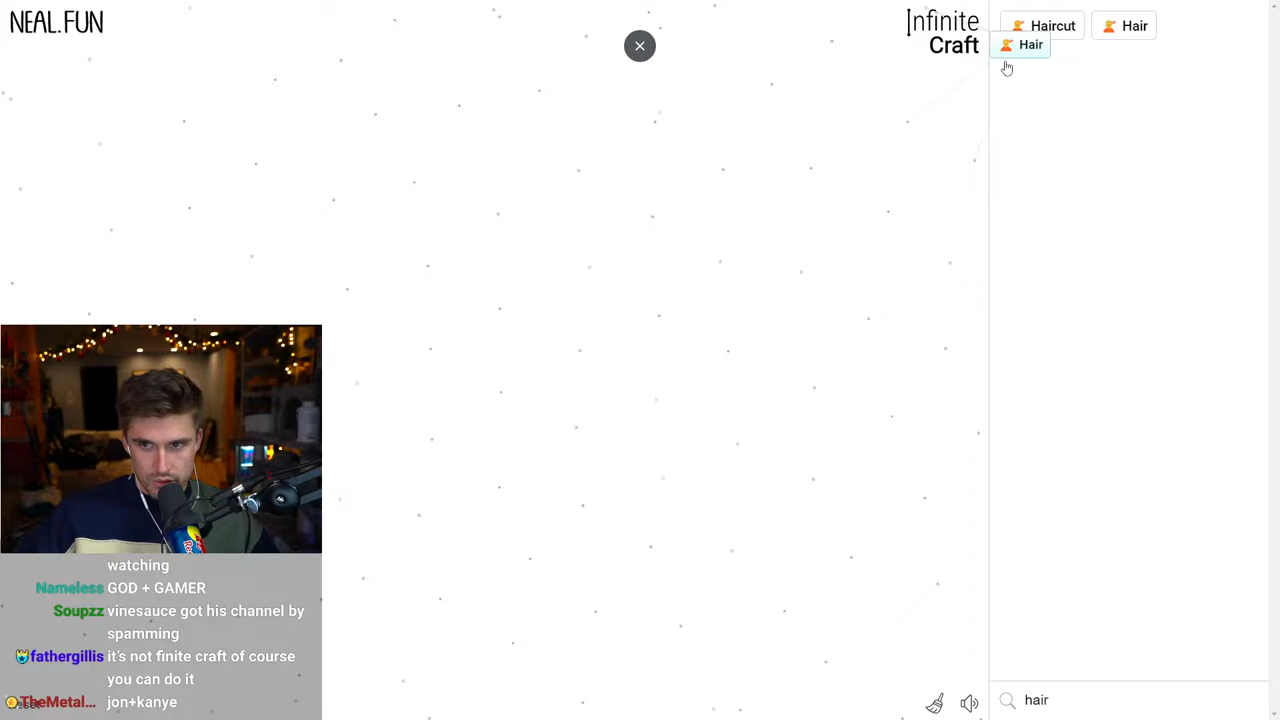 NEAL.FUN
Infinite
Craft
Haircut
Hair
Hair
watching
Nameless GOD + GAMER
Soupzz vinesauce got his channel by
spamming
fathergillis it's not finite craft of course
you can do it
TheMetal... jon+kanye
hair